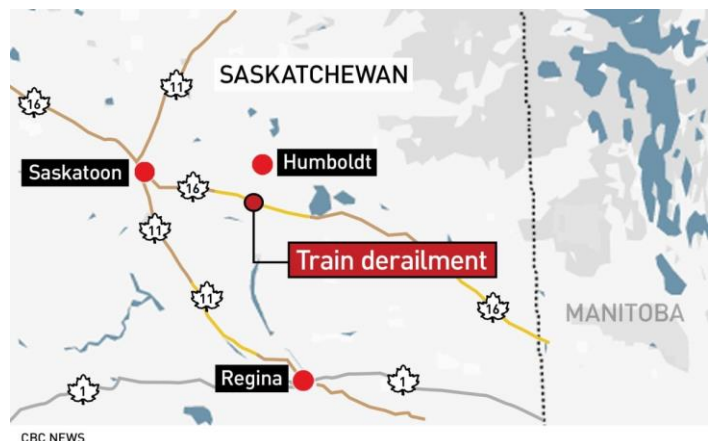 SASKATCHEWAN
11
16
Humboldt
Saskatoon
16
11
Train derailment
11
16
MANITOBA
Regina
1
1
CBC NEWS